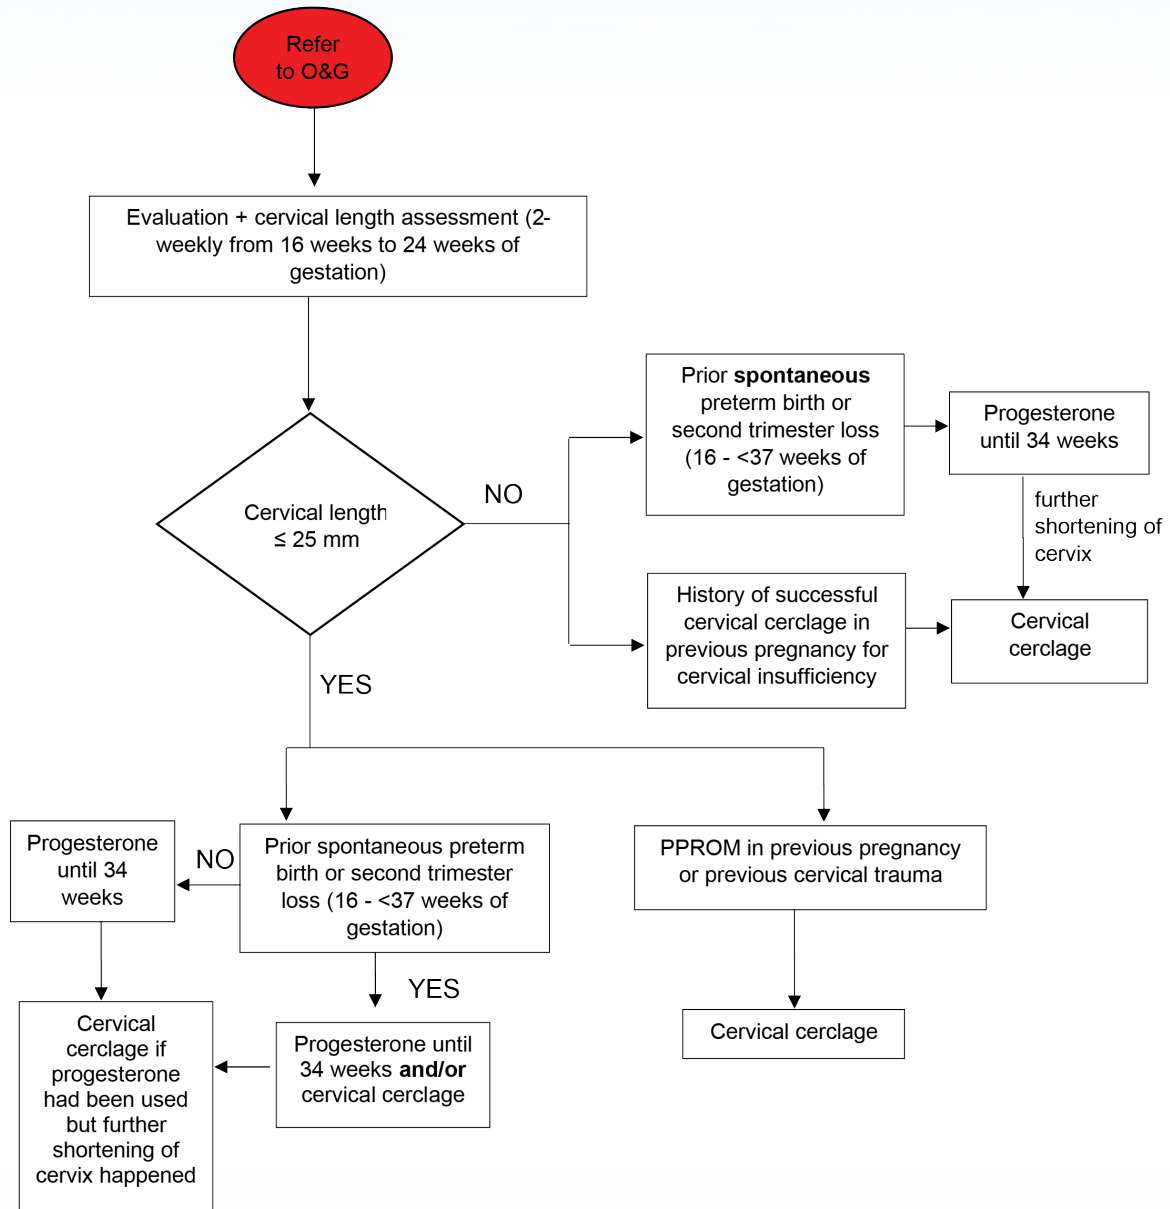 Refer
to O&G
Evaluation + cervical length assessment (2-
weekly from 16 weeks to 24 weeks of
gestation)
Cervical length
≤ 25 mm
NO
Prior spontaneous
preterm birth or
second trimester loss
(16 - <37 weeks of
gestation)
Progesterone
until 34 weeks
further
shortening of
cervix
History of successful
cervical cerclage in
previous pregnancy for
cervical insufficiency
Cervical
cerclage
YES
Progesterone
until 34
weeks
NO
Prior spontaneous preterm
birth or second trimester
loss (16 - <37 weeks of
gestation)
PPROM in previous pregnancy
or previous cervical trauma
YES
Cervical
cerclage if
progesterone
had been used
but further
shortening of
cervix happened
Progesterone until
34 weeks and/or
cervical cerclage
Cervical cerclage